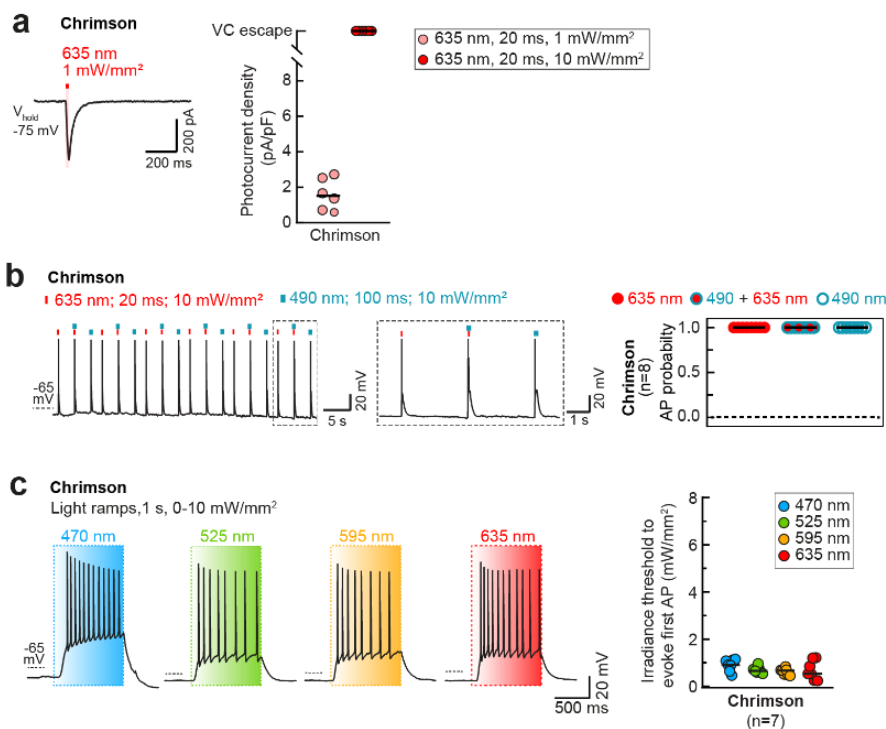 a
Chrimson
635 nm
1 mW/mm²
Vhold
-75 mV
200 pA
200 ms
VC escape
8
6
4
2
0
Photocurrent density
(pA/pF)
Chrimson
635 nm, 20 ms, 1 mW/mm²
635 nm, 20 ms, 10 mW/mm²
b
Chrimson
635 nm; 20 ms; 10 mW/mm²
490 nm; 100 ms; 10 mW/mm²
-65
mV
20 mV
5 s
20 mV
1 s
635 nm
490 + 635 nm
490 nm
Chrimson
(n=8)
AP probabilty
1.0
0.5
0.0
c
Chrimson
Light ramps,1 s, 0-10 mW/mm²
470 nm
525 nm
595 nm
635 nm
-65
mV
20 mV
500 ms
Irradiance threshold to
evoke first AP (mW/mm²)
8
6
4
2
0
470 nm
525 nm
595 nm
635 nm
Chrimson
(n=7)